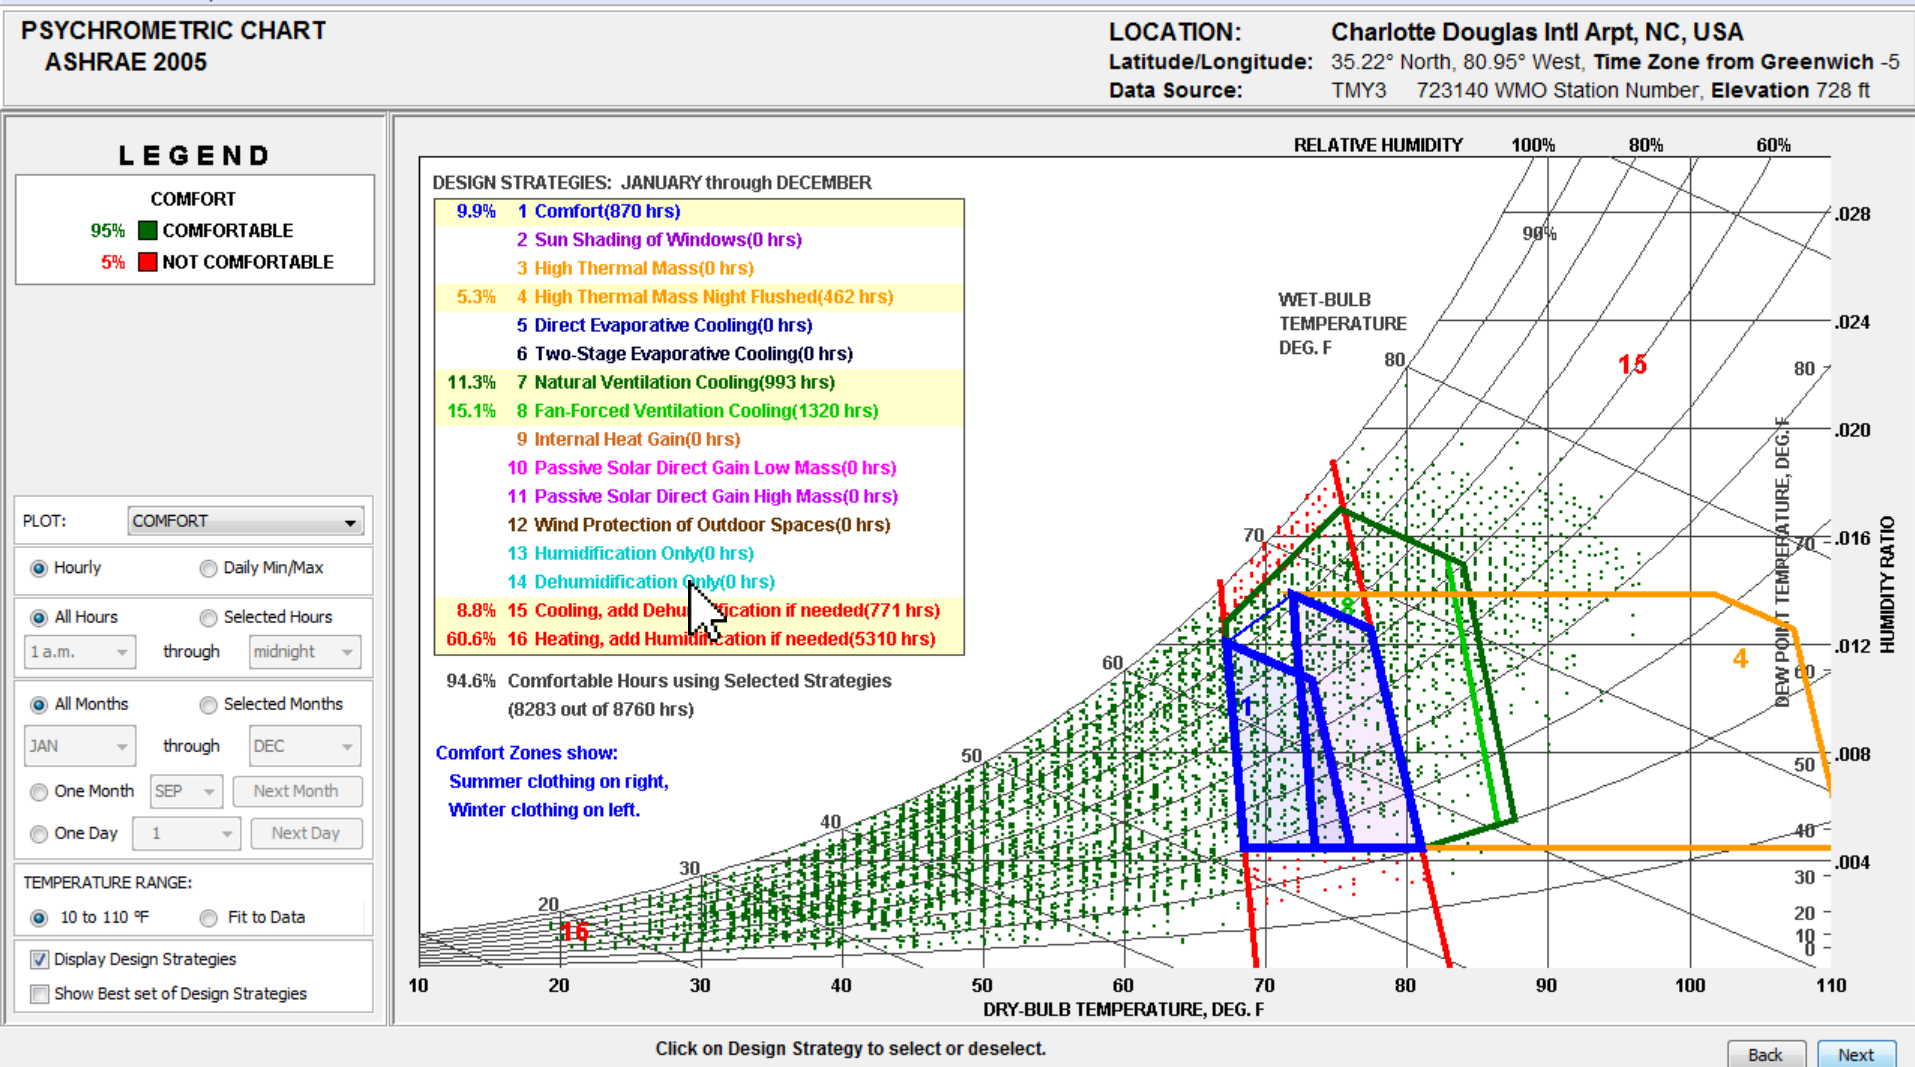 PSYCHROMETRIC CHART
ASHRAE 2005
LOCATION: Charlotte Douglas Intl Arpt, NC, USA
Latitude/Longitude: 35.22° North, 80.95° West, Time Zone from Greenwich -5
Data Source: TMY3 723140 WMO Station Number, Elevation 728 ft
LEGEND
COMFORT
95% COMFORTABLE
5% NOT COMFORTABLE
PLOT: COMFORT
Hourly Daily Min/Max
All Hours Selected Hours
1 a.m. through midnight
All Months Selected Months
JAN through DEC
One Month SEP Next Month
One Day 1 Next Day
TEMPERATURE RANGE:
10 to 110 °F Fit to Data
Display Design Strategies
Show Best set of Design Strategies
RELATIVE HUMIDITY 100% 80% 60%
90%
DESIGN STRATEGIES: JANUARY through DECEMBER
9.9% 1 Comfort(870 hrs)
2 Sun Shading of Windows(0 hrs)
3 High Thermal Mass(0 hrs)
5.3% 4 High Thermal Mass Night Flushed(462 hrs)
5 Direct Evaporative Cooling(0 hrs)
6 Two-Stage Evaporative Cooling(0 hrs)
11.3% 7 Natural Ventilation Cooling(993 hrs)
15.1% 8 Fan-Forced Ventilation Cooling(1320 hrs)
9 Internal Heat Gain(0 hrs)
10 Passive Solar Direct Gain Low Mass(0 hrs)
11 Passive Solar Direct Gain High Mass(0 hrs)
12 Wind Protection of Outdoor Spaces(0 hrs)
13 Humidification Only(0 hrs)
14 Dehumidification Only(0 hrs)
8.8% 15 Cooling, add Dehumidification if needed(771 hrs)
60.6% 16 Heating, add Humidification if needed(5310 hrs)
94.6% Comfortable Hours using Selected Strategies
(8283 out of 8760 hrs)
Comfort Zones show:
Summer clothing on right,
Winter clothing on left.
WET-BULB
TEMPERATURE
DEG. F
80
70
60
50
40
30
20
15
8
1
4
16
DEW POINT TEMPERATURE, DEG. F
80
70
60
50
40
30
20
10
0
.028
.024
.020
.016
.012
.008
.004
HUMIDITY RATIO
10 20 30 40 50 60 70 80 90 100 110
DRY-BULB TEMPERATURE, DEG. F
Click on Design Strategy to select or deselect.
Back Next